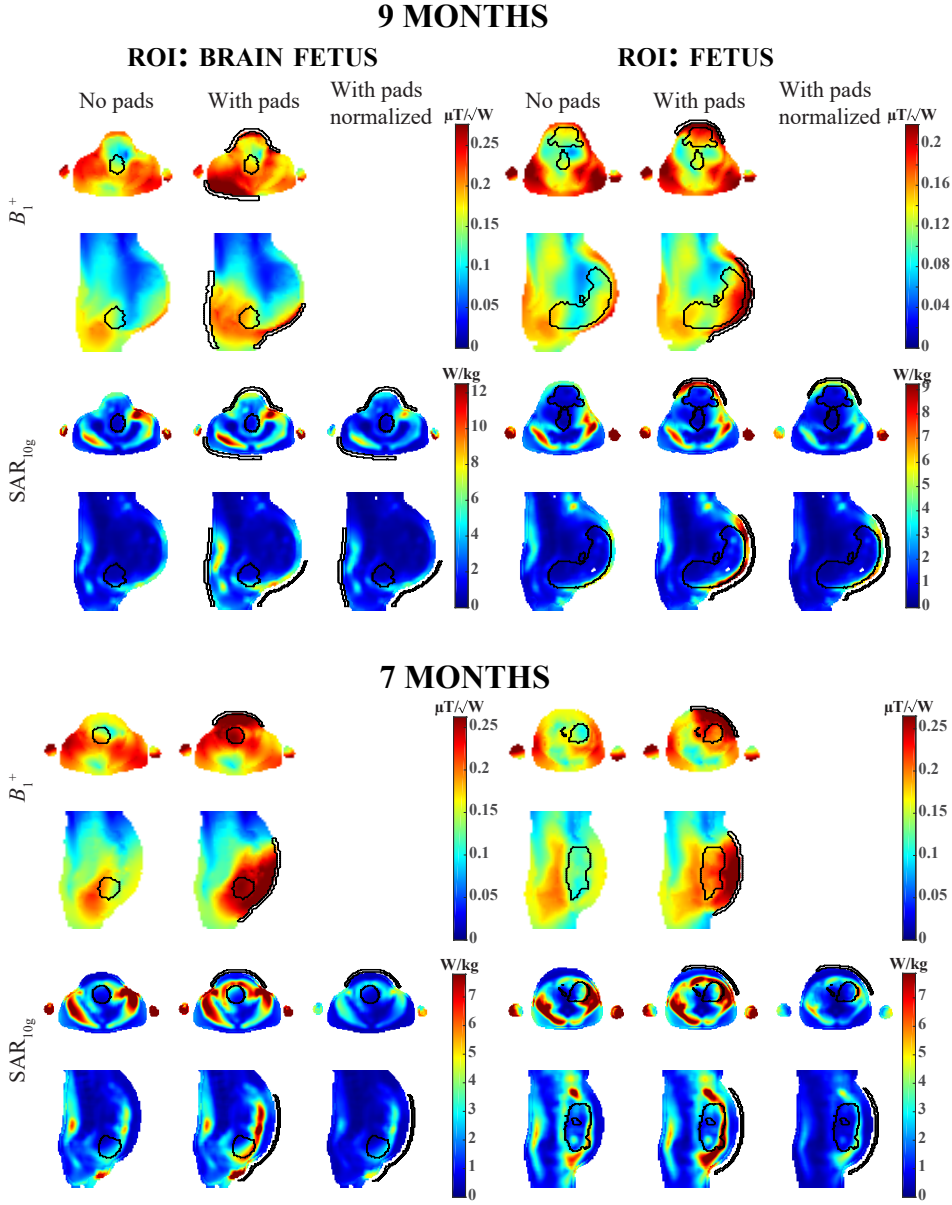 9 MONTHS
ROI: BRAIN FETUS
ROI: FETUS
No pads
With pads
With pads normalized
µT/√W
No pads
With pads
With pads normalized
µT/√W
B₁⁺
0.25
0.2
0.15
0.1
0.05
0
0.2
0.16
0.12
0.08
0.04
0
SAR₁₀g
W/kg
12
10
8
6
4
2
0
W/kg
9
8
7
6
5
4
3
2
1
0
7 MONTHS
B₁⁺
µT/√W
0.25
0.2
0.15
0.1
0.05
0
µT/√W
0.25
0.2
0.15
0.1
0.05
0
SAR₁₀g
W/kg
7
6
5
4
3
2
1
0
W/kg
7
6
5
4
3
2
1
0